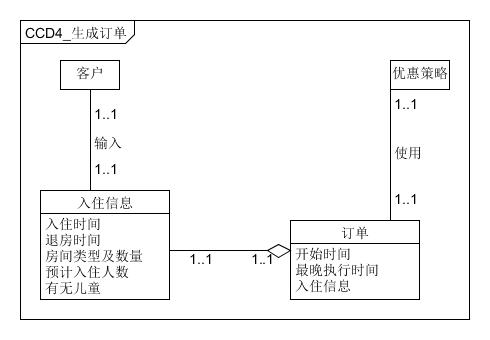 CCD4_生成订单
客户
优惠策略
1..1
1..1
输入
使用
1..1
1..1
入住信息
入住时间
退房时间
房间类型及数量
预计入住人数
有无儿童
订单
开始时间
最晚执行时间
入住信息
1..1
1..1